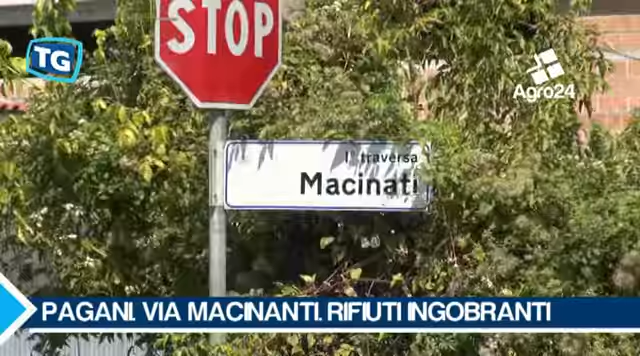 STOP
TG
Agro24
I^ traversa
Macinati
PAGANI. VIA MACINANTI. RIFIUTI INGOBRANTI